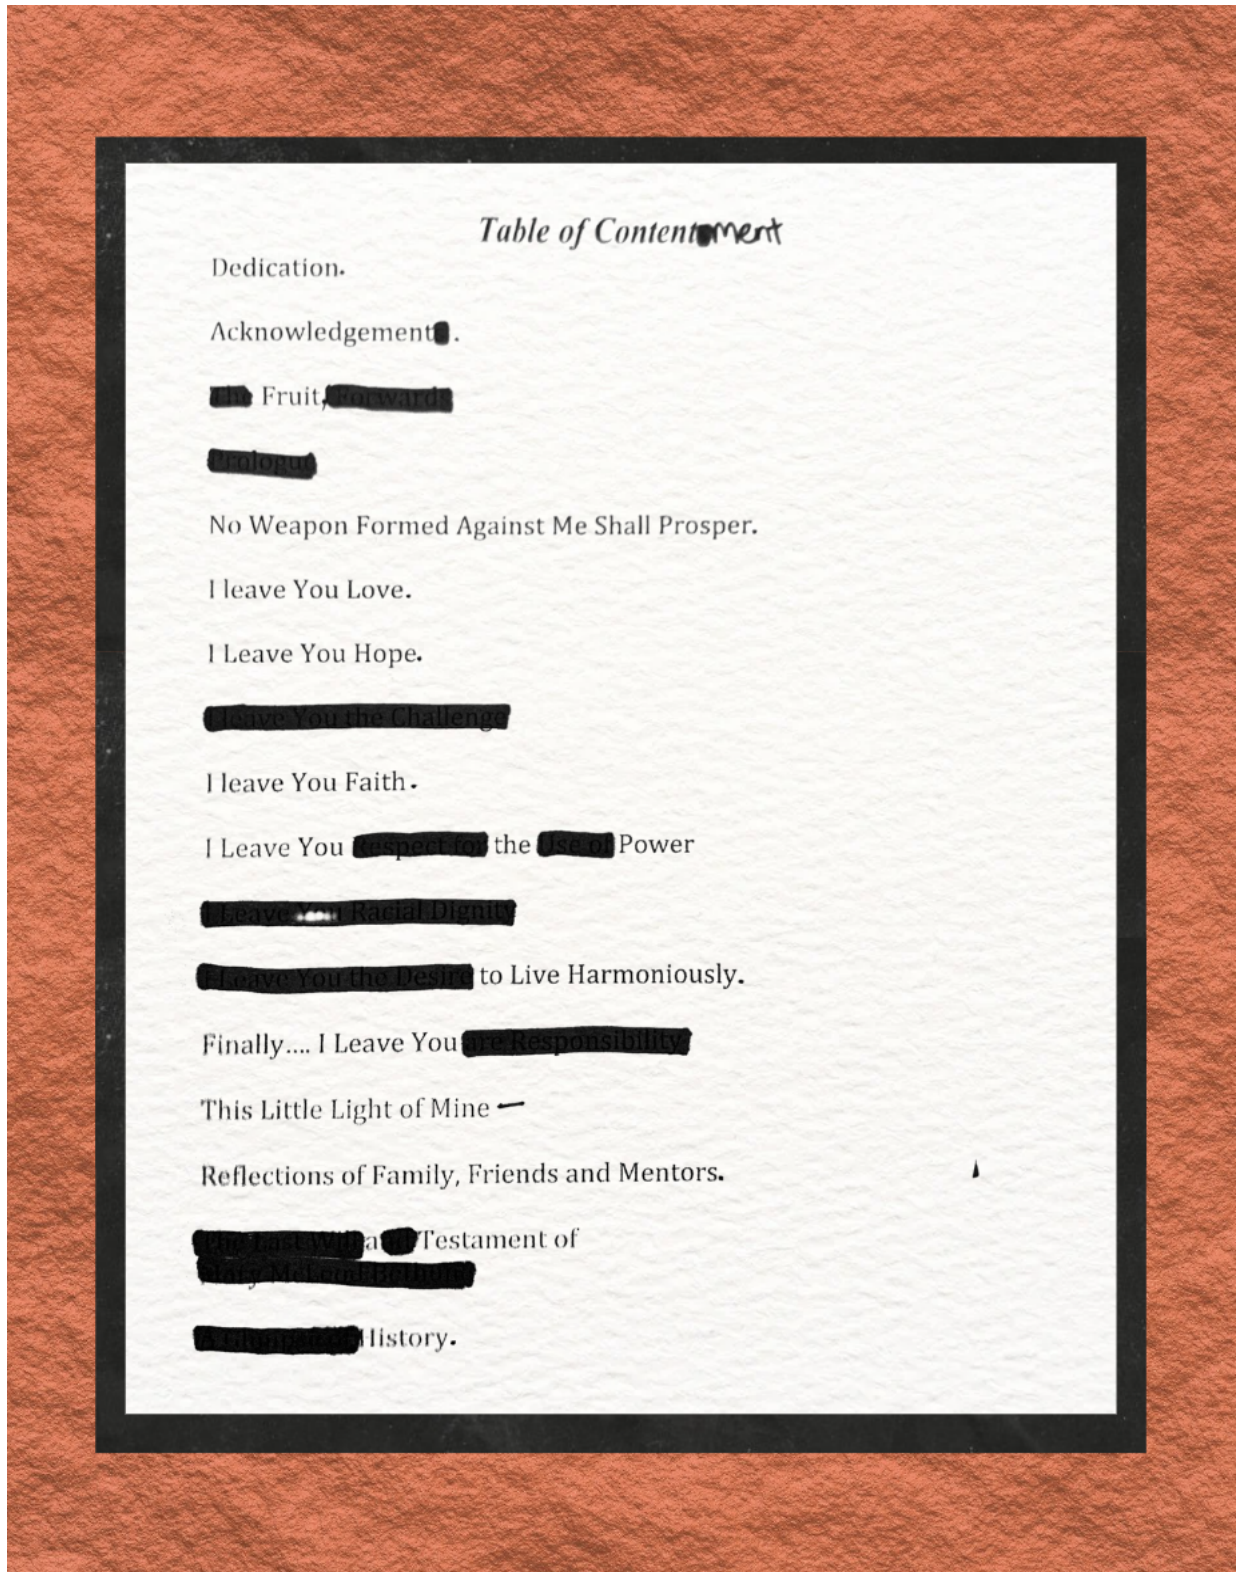 Table of Contentment
Dedication.
Acknowledgement.
Fruit,
No Weapon Formed Against Me Shall Prosper.
I leave You Love.
I Leave You Hope.
I leave You Faith.
I Leave You the Power
to Live Harmoniously.
Finally.... I Leave You
This Little Light of Mine —
Reflections of Family, Friends and Mentors.
a Testament of
History.